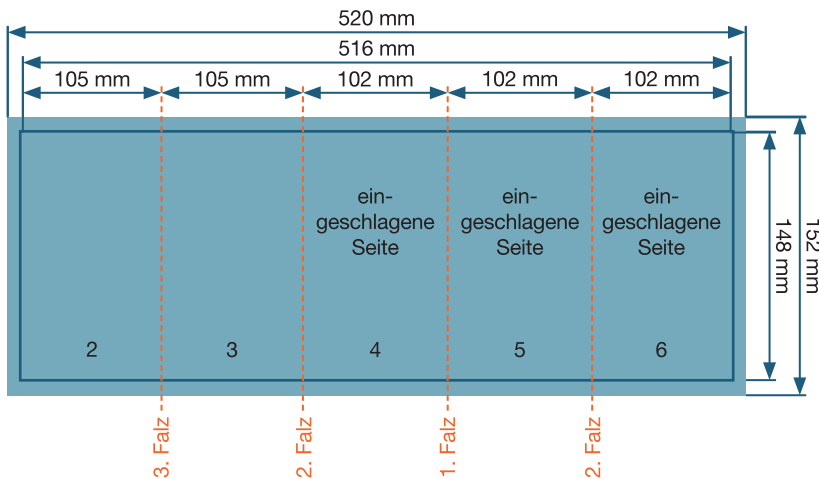 520 mm
516 mm
105 mm
105 mm
102 mm
102 mm
102 mm
ein-
geschlagene
Seite
ein-
geschlagene
Seite
ein-
geschlagene
Seite
148 mm
152 mm
2
3
4
5
6
3. Falz
2. Falz
1. Falz
2. Falz